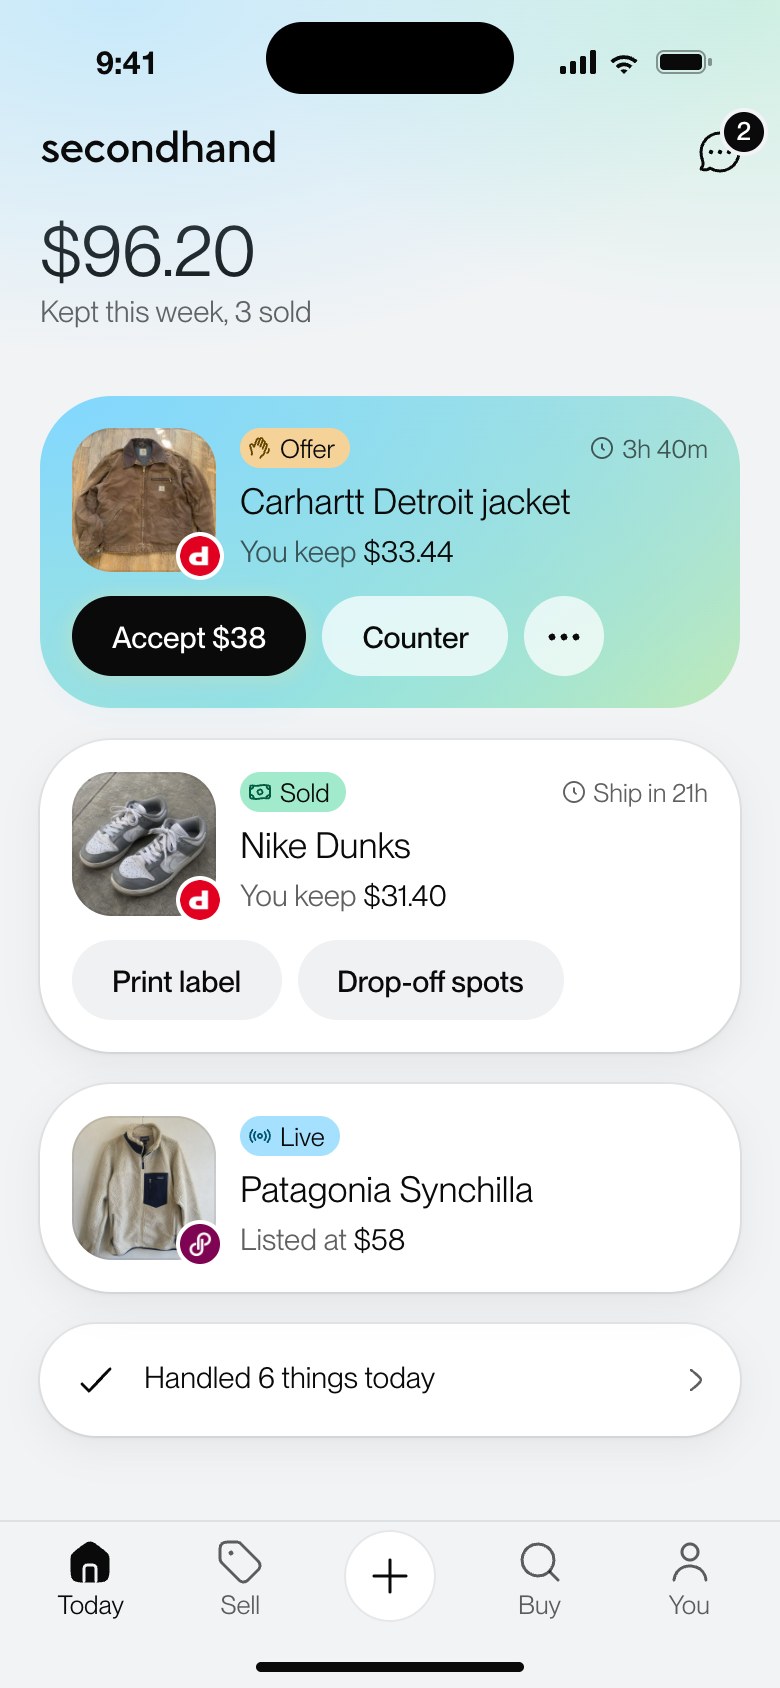 9:41
secondhand
2
$96.20
Kept this week, 3 sold
Offer
3h 40m
Carhartt Detroit jacket
You keep $33.44
Accept $38
Counter
Sold
Ship in 21h
Nike Dunks
You keep $31.40
Print label
Drop-off spots
Live
Patagonia Synchilla
Listed at $58
Handled 6 things today
Today
Sell
Buy
You